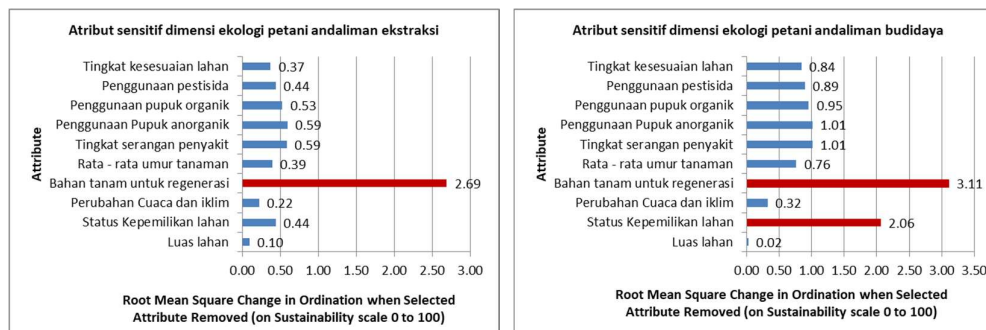 Atribut sensitif dimensi ekologi petani andaliman ekstraksi
Attribute
Tingkat kesesuaian lahan 0.37
Penggunaan pestisida 0.44
Penggunaan pupuk organik 0.53
Penggunaan Pupuk anorganik 0.59
Tingkat serangan penyakit 0.59
Rata - rata umur tanaman 0.39
Bahan tanam untuk regenerasi 2.69
Perubahan Cuaca dan iklim 0.22
Status Kepemilikan lahan 0.44
Luas lahan 0.10
0.00 0.50 1.00 1.50 2.00 2.50 3.00
Root Mean Square Change in Ordination when Selected
Attribute Removed (on Sustainability scale 0 to 100)
Atribut sensitif dimensi ekologi petani andaliman budidaya
Attribute
Tingkat kesesuaian lahan 0.84
Penggunaan pestisida 0.89
Penggunaan pupuk organik 0.95
Penggunaan Pupuk anorganik 1.01
Tingkat serangan penyakit 1.01
Rata - rata umur tanaman 0.76
Bahan tanam untuk regenerasi 3.11
Perubahan Cuaca dan iklim 0.32
Status Kepemilikan lahan 2.06
Luas lahan 0.02
0.00 0.50 1.00 1.50 2.00 2.50 3.00 3.50
Root Mean Square Change in Ordination when Selected
Attribute Removed (on Sustainability scale 0 to 100)